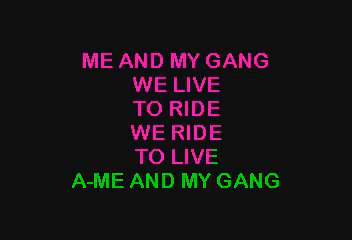 ME AND MY GANG
WE LIVE
TO RIDE
WE RIDE
TO LIVE
A-ME AND MY GANG